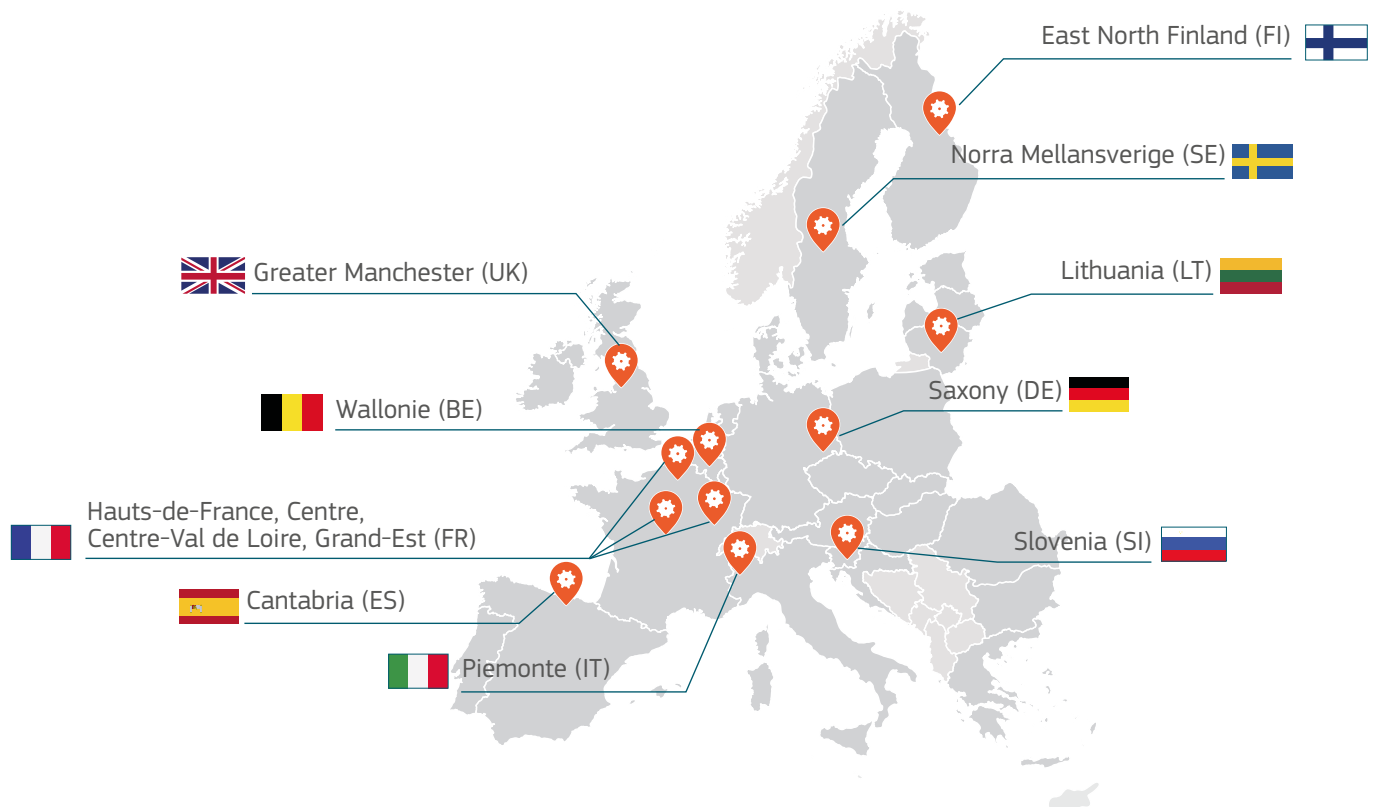 East North Finland (FI)
Norra Mellansverige (SE)
Greater Manchester (UK)
Lithuania (LT)
Saxony (DE)
Wallonie (BE)
Hauts-de-France, Centre,
Centre-Val de Loire, Grand-Est (FR)
Slovenia (SI)
Cantabria (ES)
Piemonte (IT)